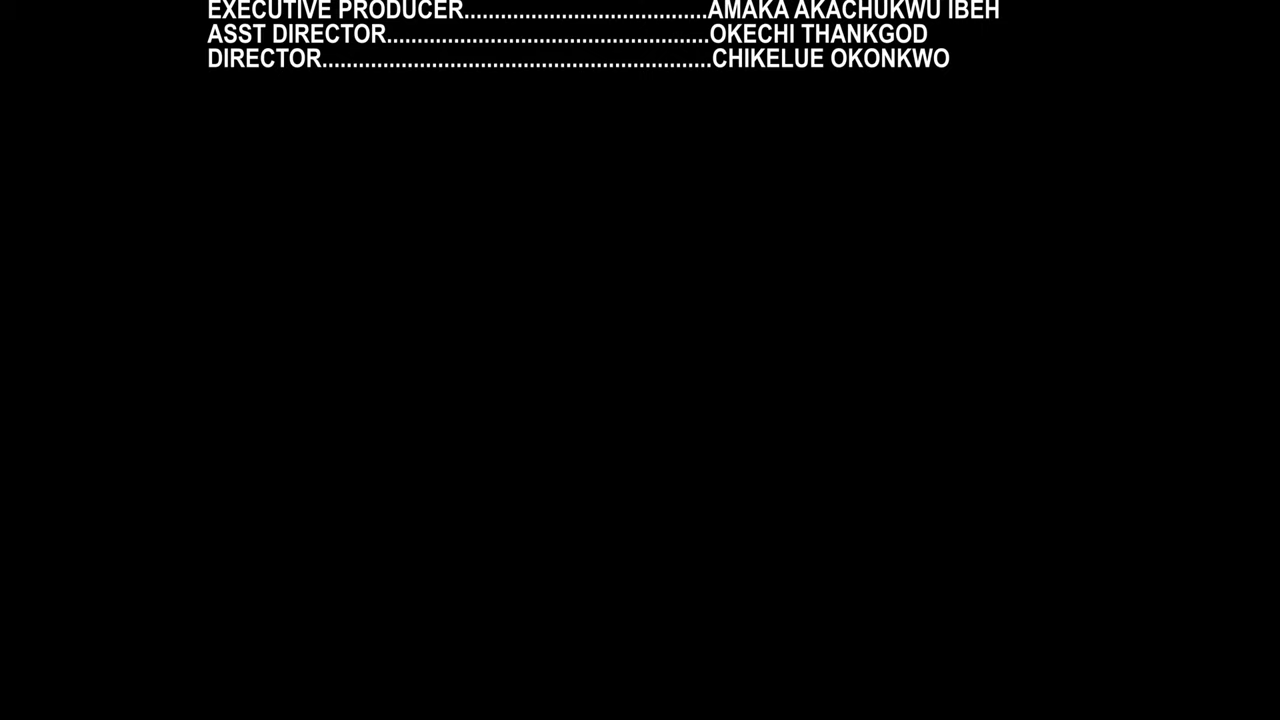 EXECUTIVE PRODUCER........................................AMAKA AKACHUKWU IBEH
ASST DIRECTOR.....................................................OKECHI THANKGOD
DIRECTOR................................................................CHIKELUE OKONKWO